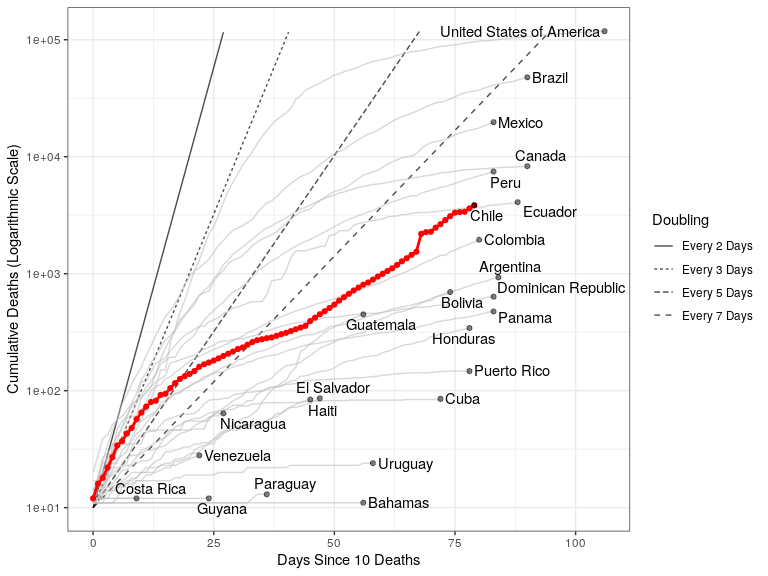 1e+05
1e+04
1e+03
1e+02
1e+01
Cumulative Deaths (Logarithmic Scale)
United States of America
Brazil
Mexico
Canada
Peru
Ecuador
Chile
Colombia
Argentina
Dominican Republic
Bolivia
Panama
Guatemala
Honduras
Puerto Rico
El Salvador
Cuba
Haiti
Nicaragua
Venezuela
Uruguay
Costa Rica
Paraguay
Guyana
Bahamas
0
25
50
75
100
Days Since 10 Deaths
Doubling
Every 2 Days
Every 3 Days
Every 5 Days
Every 7 Days